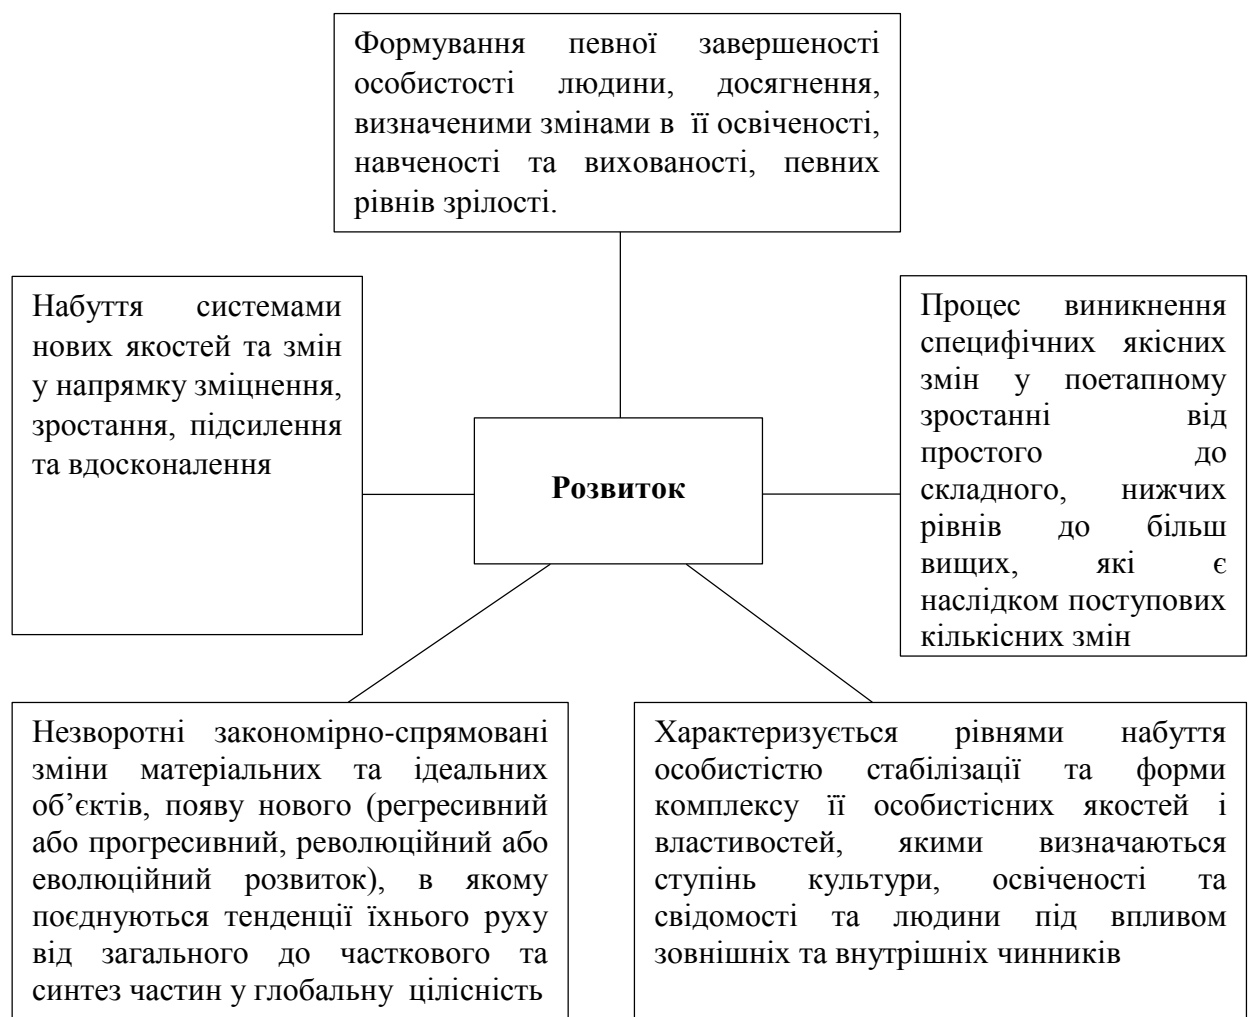 Формування певної завершеності
особистості людини, досягнення,
визначеними змінами в її освіченості,
навченості та вихованості, певних
рівнів зрілості.
Набуття системами
нових якостей та змін
у напрямку зміцнення,
зростання, підсилення
та вдосконалення
Розвиток
Процес виникнення
специфічних якісних
змін у поетапному
зростанні від
простого до
складного, нижчих
рівнів до більш
вищих, які є
наслідком поступових
кількісних змін
Незворотні закономірно-спрямовані
зміни матеріальних та ідеальних
об’єктів, появу нового (регресивний
або прогресивний, революційний або
еволюційний розвиток), в якому
поєднуються тенденції їхнього руху
від загального до часткового та
синтез частин у глобальну цілісність
Характеризується рівнями набуття
особистістю стабілізації та форми
комплексу її особистісних якостей і
властивостей, якими визначаються
ступінь культури, освіченості та
свідомості та людини під впливом
зовнішніх та внутрішніх чинників